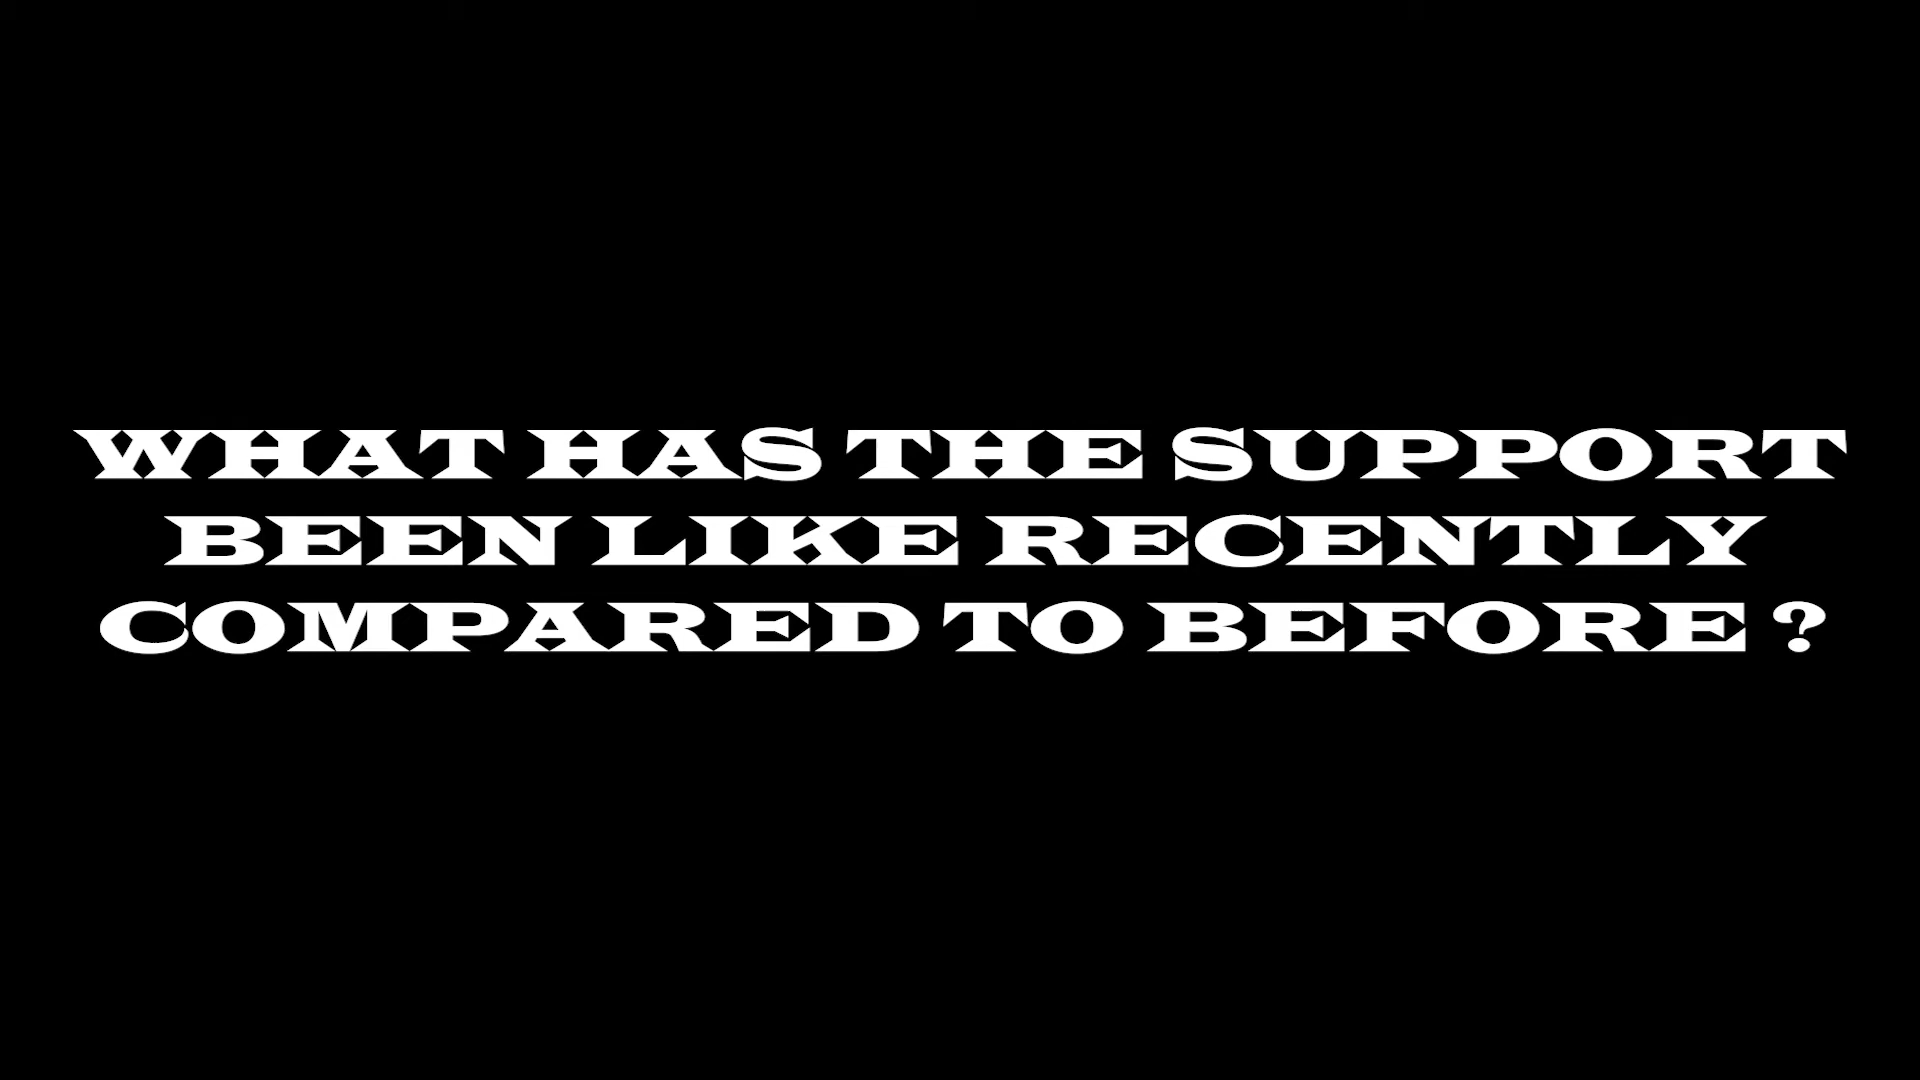 WHAT HAS THE SUPPORT
BEEN LIKE RECENTLY
COMPARED TO BEFORE ?